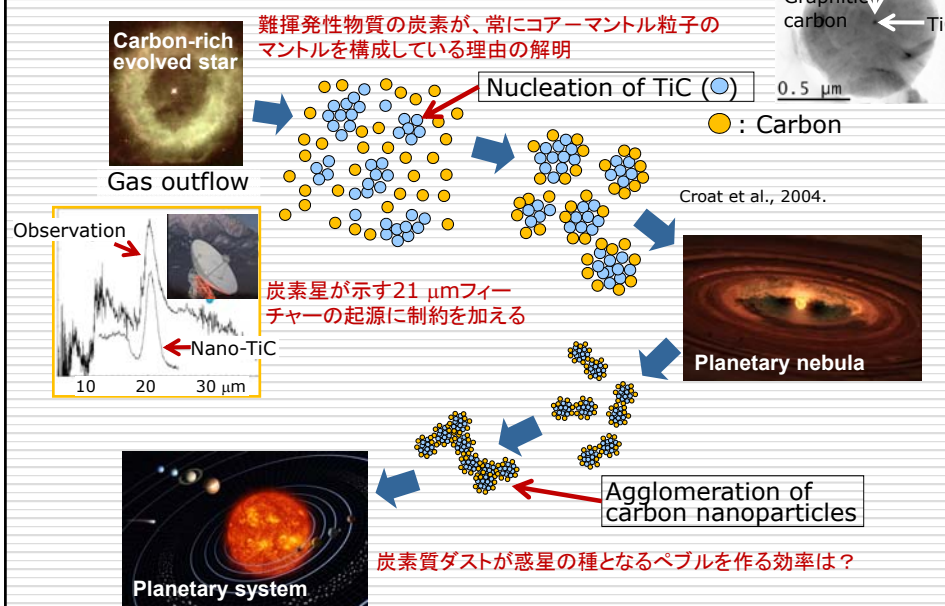 難揮発性物質の炭素が、常にコアーマントル粒子の
マントルを構成している理由の解明
carbon
Ti
0.5 μm
Carbon-rich
evolved star
Nucleation of TiC ( )
: Carbon
Gas outflow
Croat et al., 2004.
Observation
炭素星が示す21 μmフィー
チャーの起源に制約を加える
Nano-TiC
10 20 30 μm
Planetary nebula
Agglomeration of
carbon nanoparticles
炭素質ダストが惑星の種となるペブルを作る効率は？
Planetary system